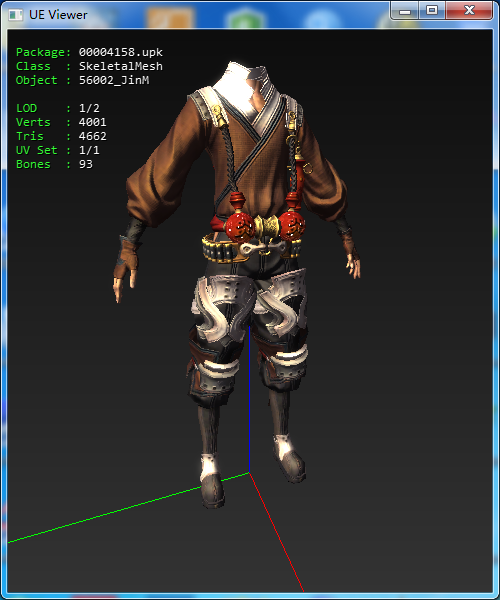 UE Viewer
Package: 00004158.upk
Class : SkeletalMesh
Object : 56002_JinM
LOD : 1/2
Verts : 4001
Tris : 4662
UV Set : 1/1
Bones : 93